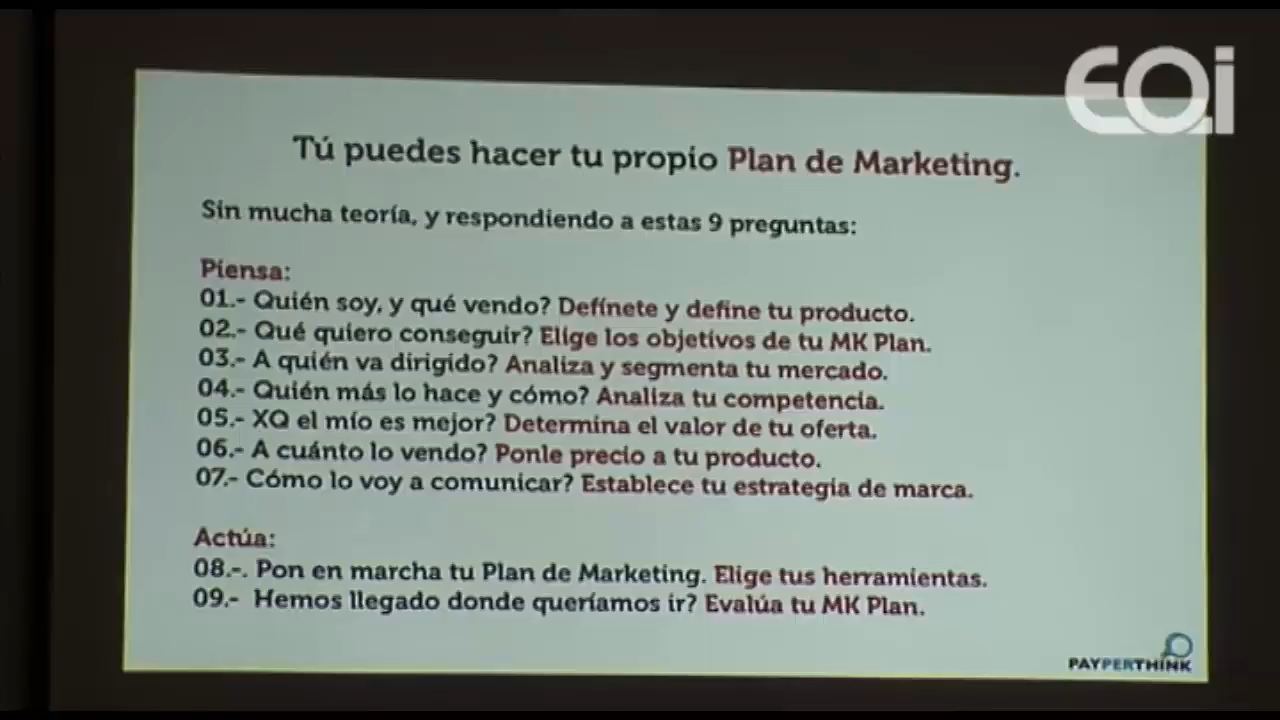 EOi
Tú puedes hacer tu propio Plan de Marketing.
Sin mucha teoría, y respondiendo a estas 9 preguntas:
Piensa:
01.- Quién soy, y qué vendo? Defínete y define tu producto.
02.- Qué quiero conseguir? Elige los objetivos de tu MK Plan.
03.- A quién va dirigido? Analiza y segmenta tu mercado.
04.- Quién más lo hace y cómo? Analiza tu competencia.
05.- XQ el mío es mejor? Determina el valor de tu oferta.
06.- A cuánto lo vendo? Ponle precio a tu producto.
07.- Cómo lo voy a comunicar? Establece tu estrategia de marca.
Actúa:
08.-. Pon en marcha tu Plan de Marketing. Elige tus herramientas.
09.- Hemos llegado donde queríamos ir? Evalúa tu MK Plan.
PAYPERTHINK